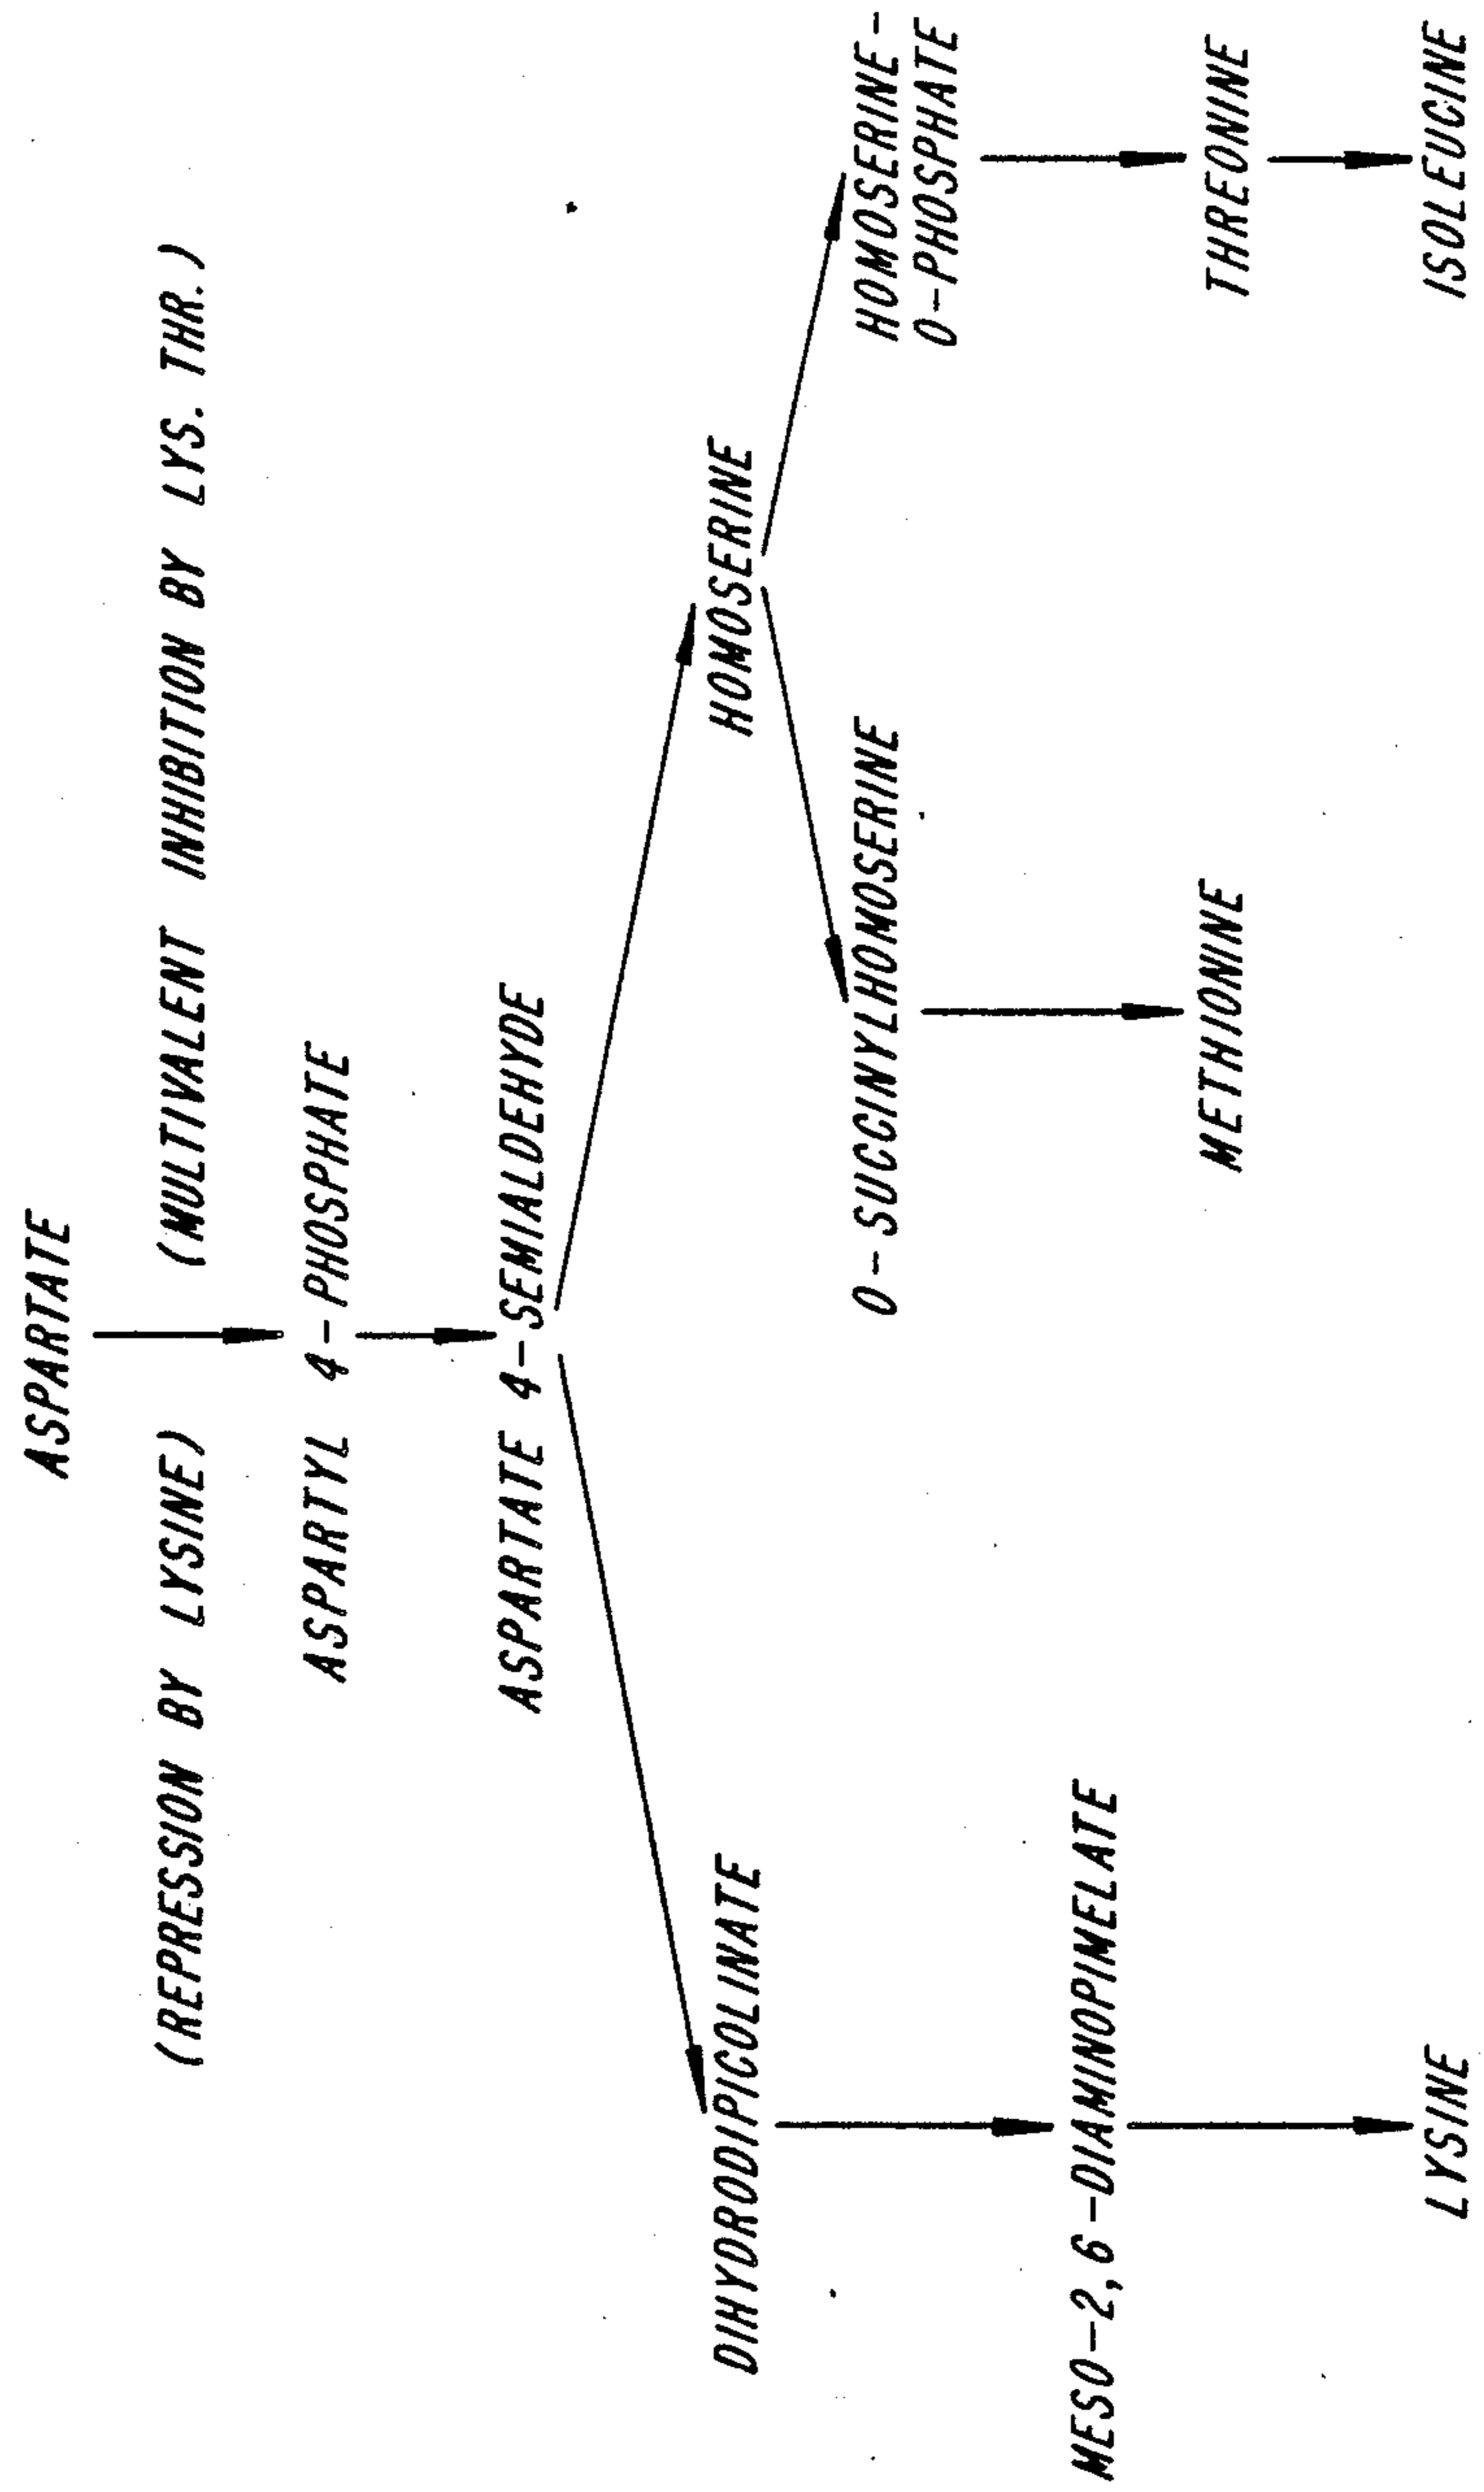 ASPARTATE
(REPRESSION BY LYSINE) (MULTIVALENT INHIBITION BY LYS. THR.)
ASPARTYL 4-PHOSPHATE
ASPARTATE 4-SEMIALDEHYDE
DIHYDRODIPICOLINATE
HOMOSERINE
O-SUCCINYLHOMOSERINE
HOMOSERINE-
O-PHOSPHATE
MESO-2,6-DIAMINOPIMELATE
METHIONINE
THREONINE
LYSINE
ISOLEUCINE